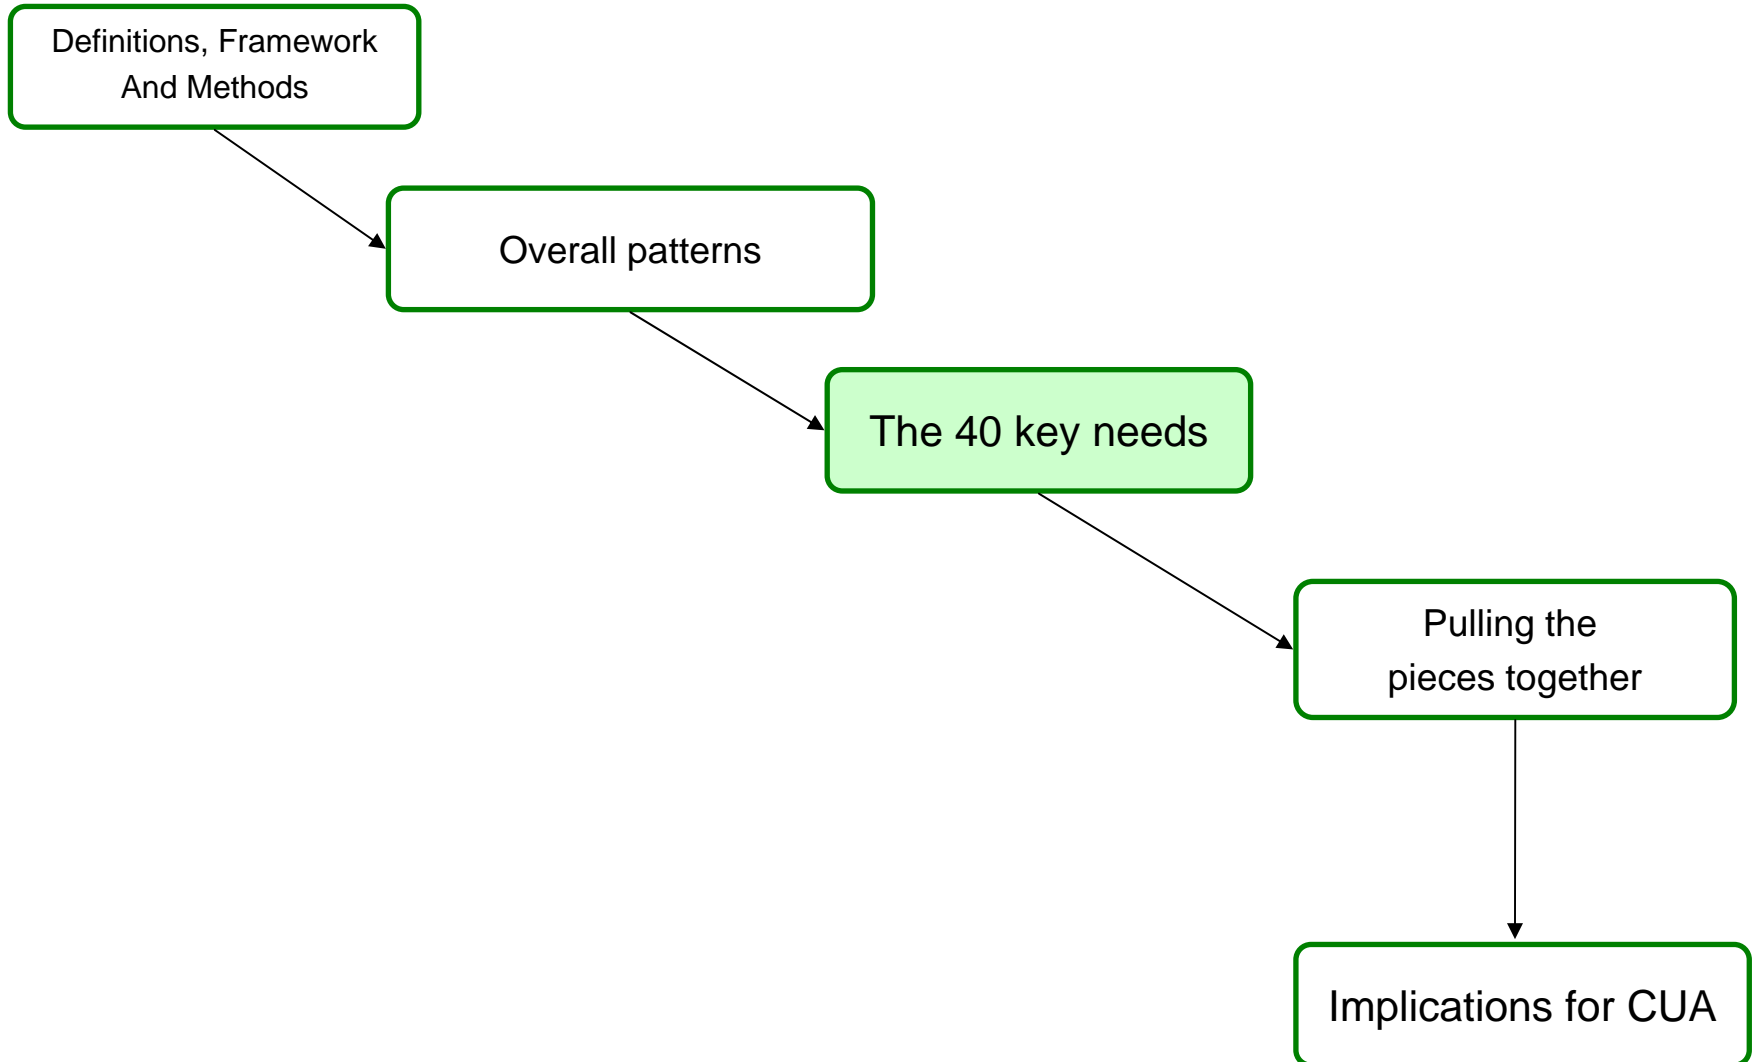 Definitions, Framework
And Methods
Overall patterns
The 40 key needs
Pulling the
pieces together
Implications for CUA